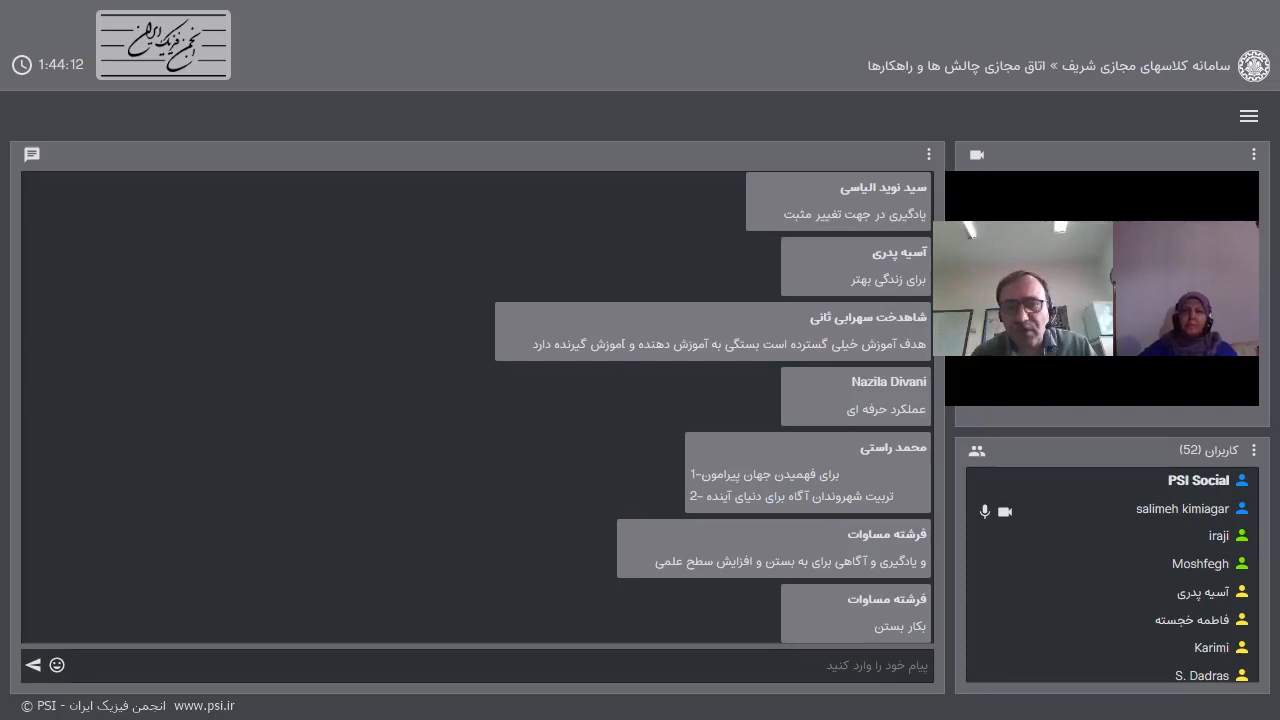 انجمن فیزیک ایران
1:44:12
سامانه کلاسهای مجازی شریف » اتاق مجازی چالش ها و راهکارها
سید نوید الیاسی
یادگیری در جهت تغییر مثبت
آسیه پدری
برای زندگی بهتر
شاهدخت سهرابی ثانی
هدف آموزش خیلی گسترده است بستگی به آموزش دهنده و آموزش گیرنده دارد
Nazila Divani
عملکرد حرفه ای
محمد راستی
1-برای فهمیدن جهان پیرامون
2- تربیت شهروندان آگاه برای دنیای آینده
فرشته مساوات
و یادگیری و آگاهی برای به بستن و افزایش سطح علمی
فرشته مساوات
بکار بستن
پیام خود را وارد کنید
کاربران (52)
PSI Social
salimeh kimiagar
iraji
Moshfegh
آسیه پدری
فاطمه خجسته
Karimi
S. Dadras
© PSI - انجمن فیزیک ایران www.psi.ir